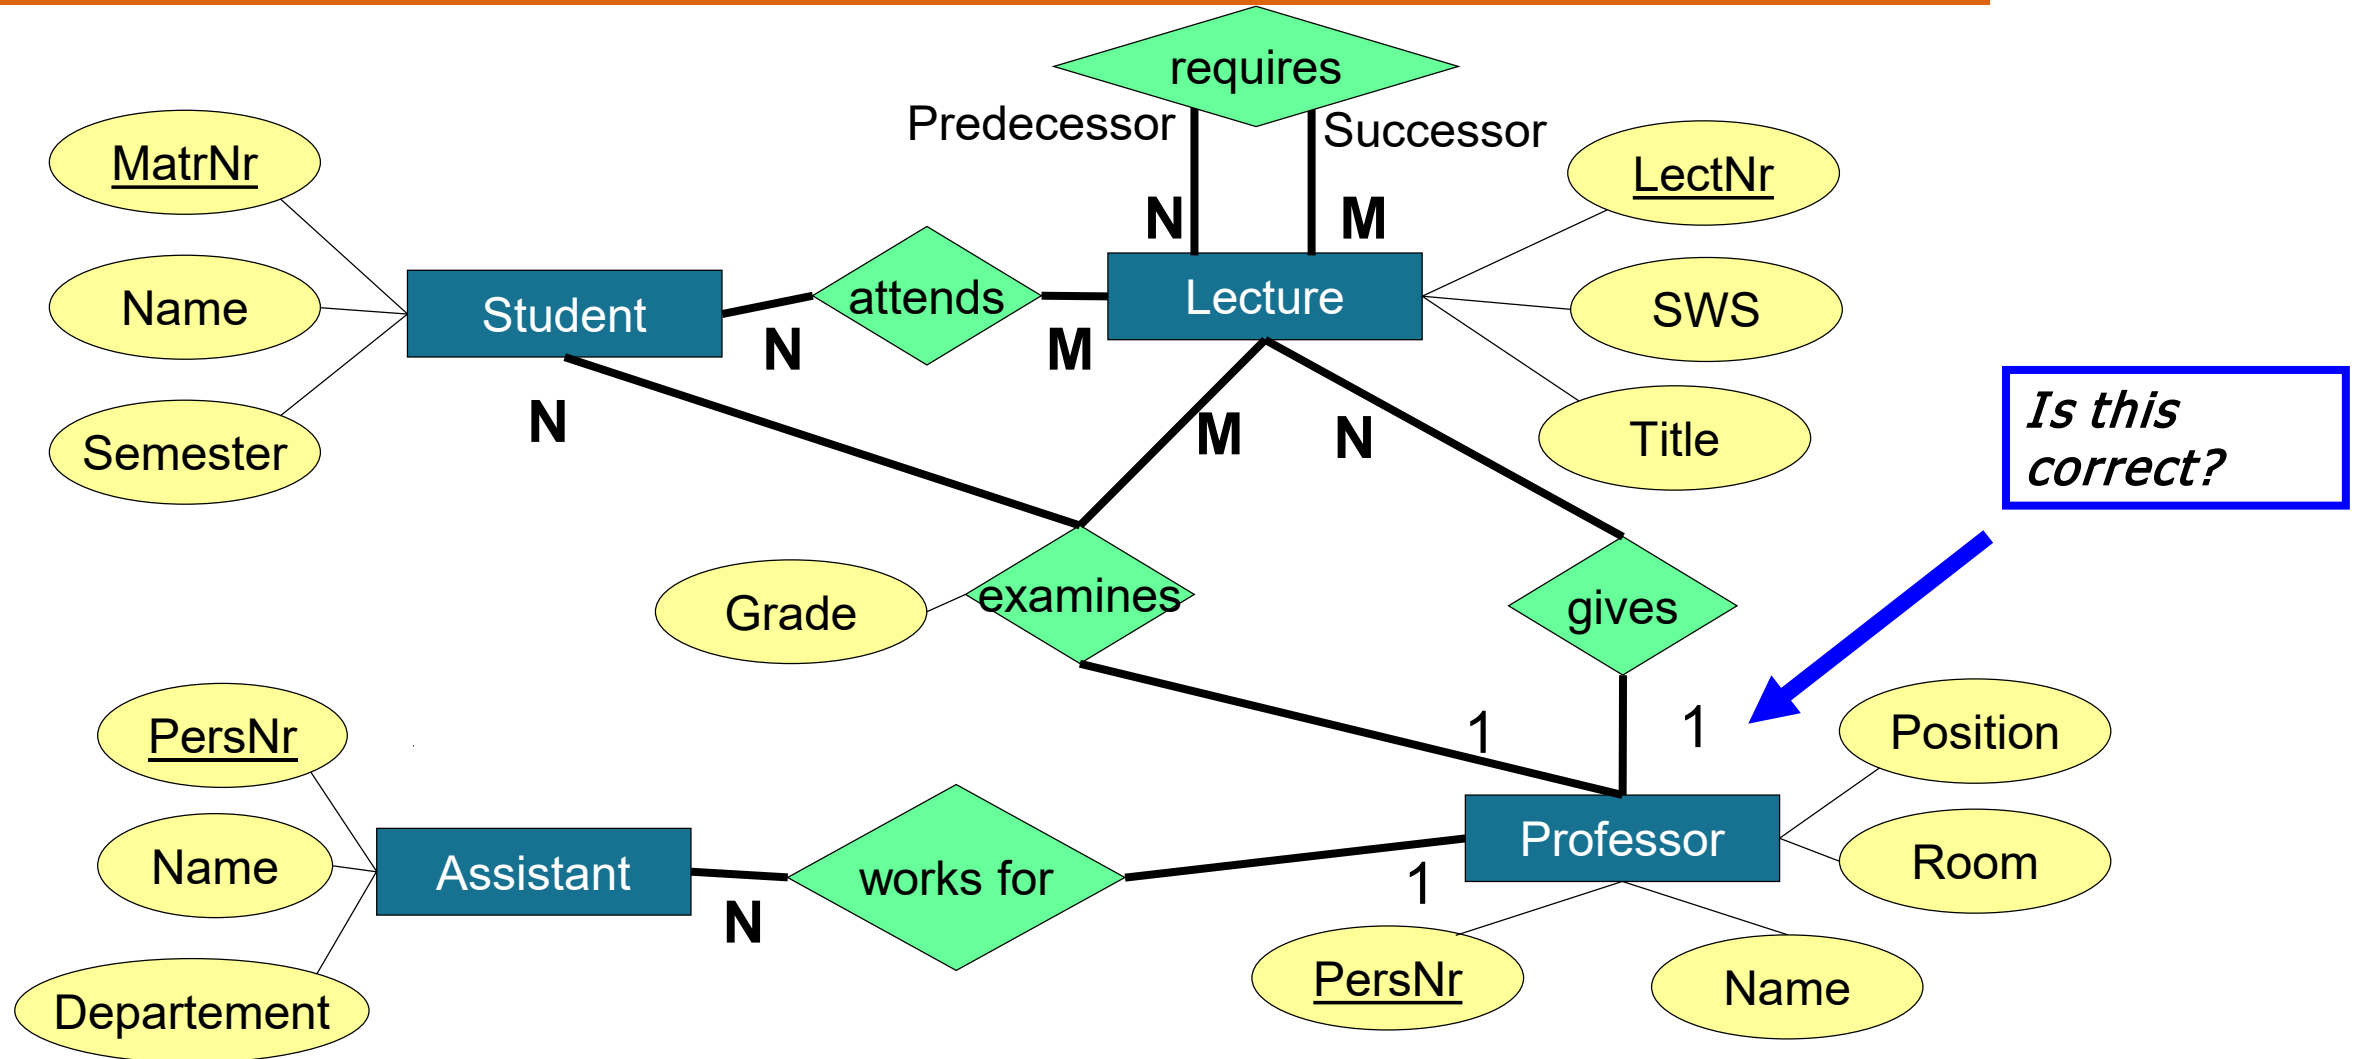 requires
Predecessor
Successor
MatrNr
LectNr
N
M
Name
Student
attends
Lecture
SWS
N
M
Semester
N
M
N
Title
Is this
correct?
Grade
examines
gives
1
1
PersNr
Position
Name
Assistant
works for
Professor
Room
N
1
Departement
PersNr
Name